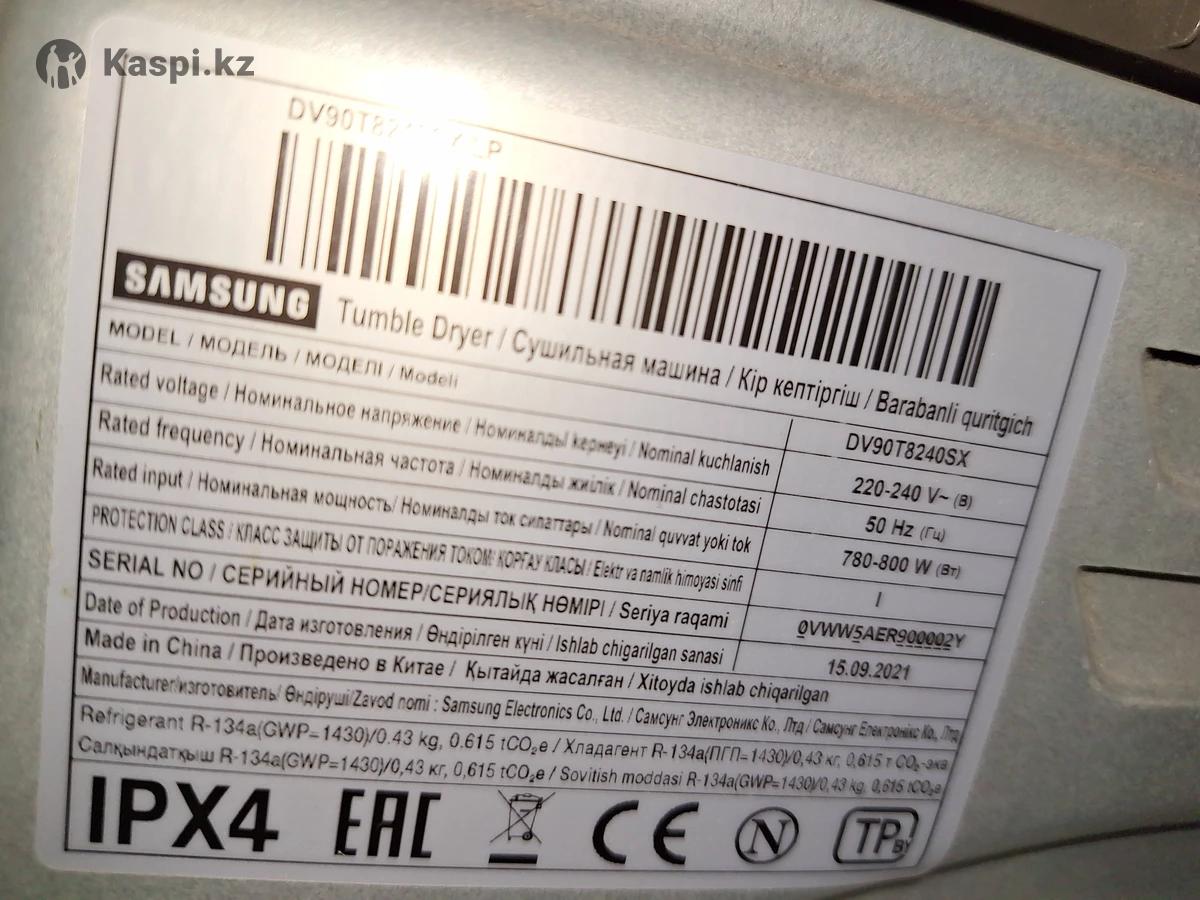 Kaspi.kz
DV90T82
LP
SAMSUNG Tumble Dryer / Сушильная машина / Кір кептіргіш / Barabanli quritgich
MODEL / МОДЕЛЬ / МОДЕЛІ / Modeli DV90T8240SX
Rated voltage / Номинальное напряжение / Номиналды кернеуі / Nominal kuchlanish 220-240 V~ (В)
Rated frequency / Номинальная частота / Номиналды жиілік / Nominal chastotasi 50 Hz (Гц)
Rated input / Номинальная мощность/ Номиналды ток сипаттары / Nominal quvvat yoki tok 780-800 W (Вт)
PROTECTION CLASS / КЛАСС ЗАЩИТЫ ОТ ПОРАЖЕНИЯ ТОКОМ/ ҚОРҒАУ КЛАСЫ / Elektr va namlik himoyasi sinfi I
SERIAL NO / СЕРИЙНЫЙ НОМЕР/СЕРИЯЛЫҚ НӨМІРІ / Seriya raqami 0VWW5AER900002Y
Date of Production / Дата изготовления / Өндірілген күні / Ishlab chigarilgan sanasi 15.09.2021
Made in China / Произведено в Китае / Қытайда жасалған / Xitoyda ishlab chiqarilgan
Manufacturer/изготовитель/ Өндіруші/Zavod nomi : Samsung Electronics Co., Ltd. / Самсунг Электроникс Ко., Лтд / Самсунг Електроникс Ко., Лтд
Refrigerant R-134a(GWP=1430)/0.43 kg, 0.615 tCO₂e / Хладагент R-134a(ПГП=1430)/0,43 кг, 0,615 т CO₂-экв
Салқындатқыш R-134a(GWP=1430)/0,43 кг, 0,615 tCO₂e / Sovitish moddasi R-134a(GWP=1430)/0,43 kg, 0,615 tCO₂e
IPX4 EAC CE N TP BY